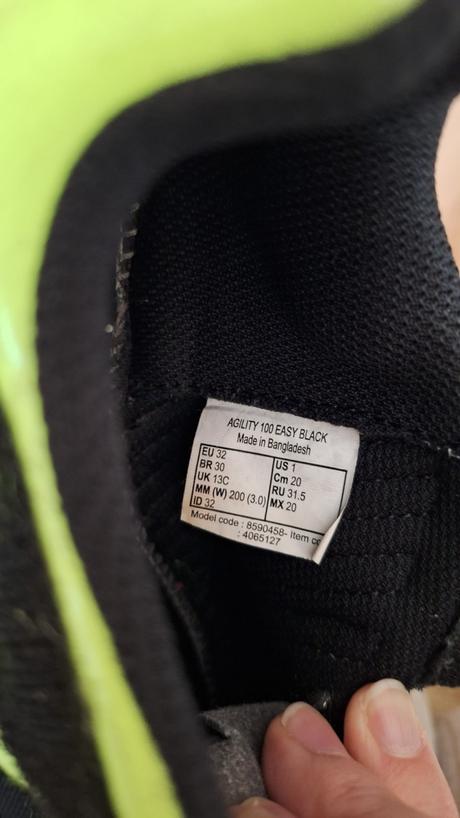 AGILITY 100 EASY BLACK
Made in Bangladesh
EU 32 US 1
BR 30 Cm 20
UK 13C RU 31.5
MM (W) 200 (3.0) MX 20
ID 32
Model code : 8590458- Item
: 4065127